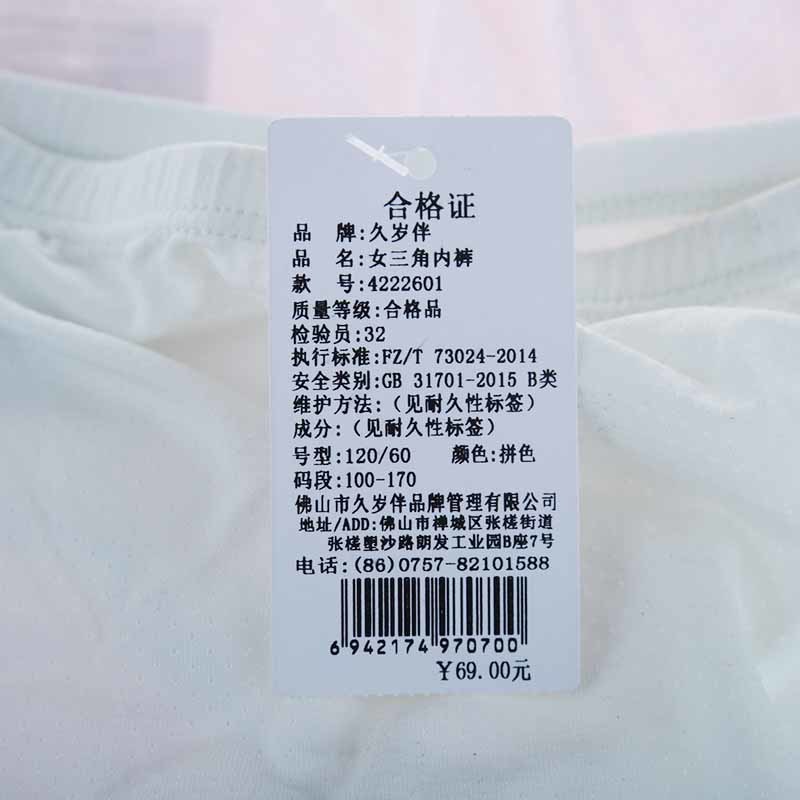 合格证
品 牌:久岁伴
品 名:女三角内裤
款 号:4222601
质量等级:合格品
检验员:32
执行标准:FZ/T 73024-2014
安全类别:GB 31701-2015 B类
维护方法:(见耐久性标签)
成分:(见耐久性标签)
号型:120/60 颜色:拼色
码段:100-170
佛山市久岁伴品牌管理有限公司
地址/ADD:佛山市禅城区张槎街道
张槎塱沙路朗发工业园B座7号
电话:(86)0757-82101588
6 942174 970700
¥69.00元